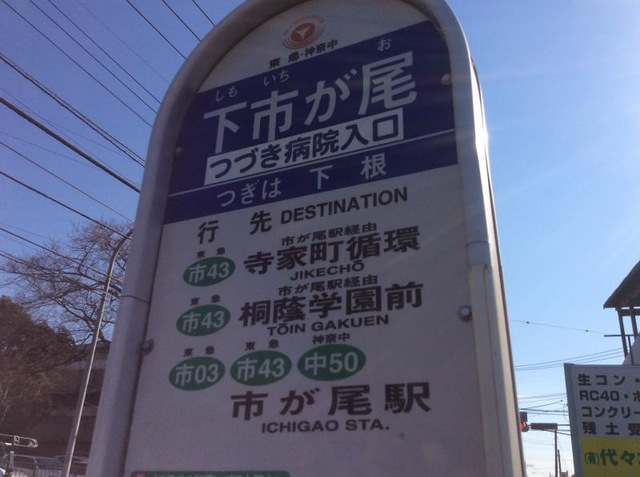 東急・神奈中
しも いち お
下市が尾
つづき病院入口
つぎは 下根
行先 DESTINATION
市が尾駅経由
東急
市43 寺家町循環
JIKECHŌ
市が尾駅経由
東急
市43 桐蔭学園前
TŌIN GAKUEN
東急 東急 神奈中
市03 市43 中50
市が尾駅
ICHIGAO STA.
生コン・
RC40・
コンクリー
残土受
(有)代々